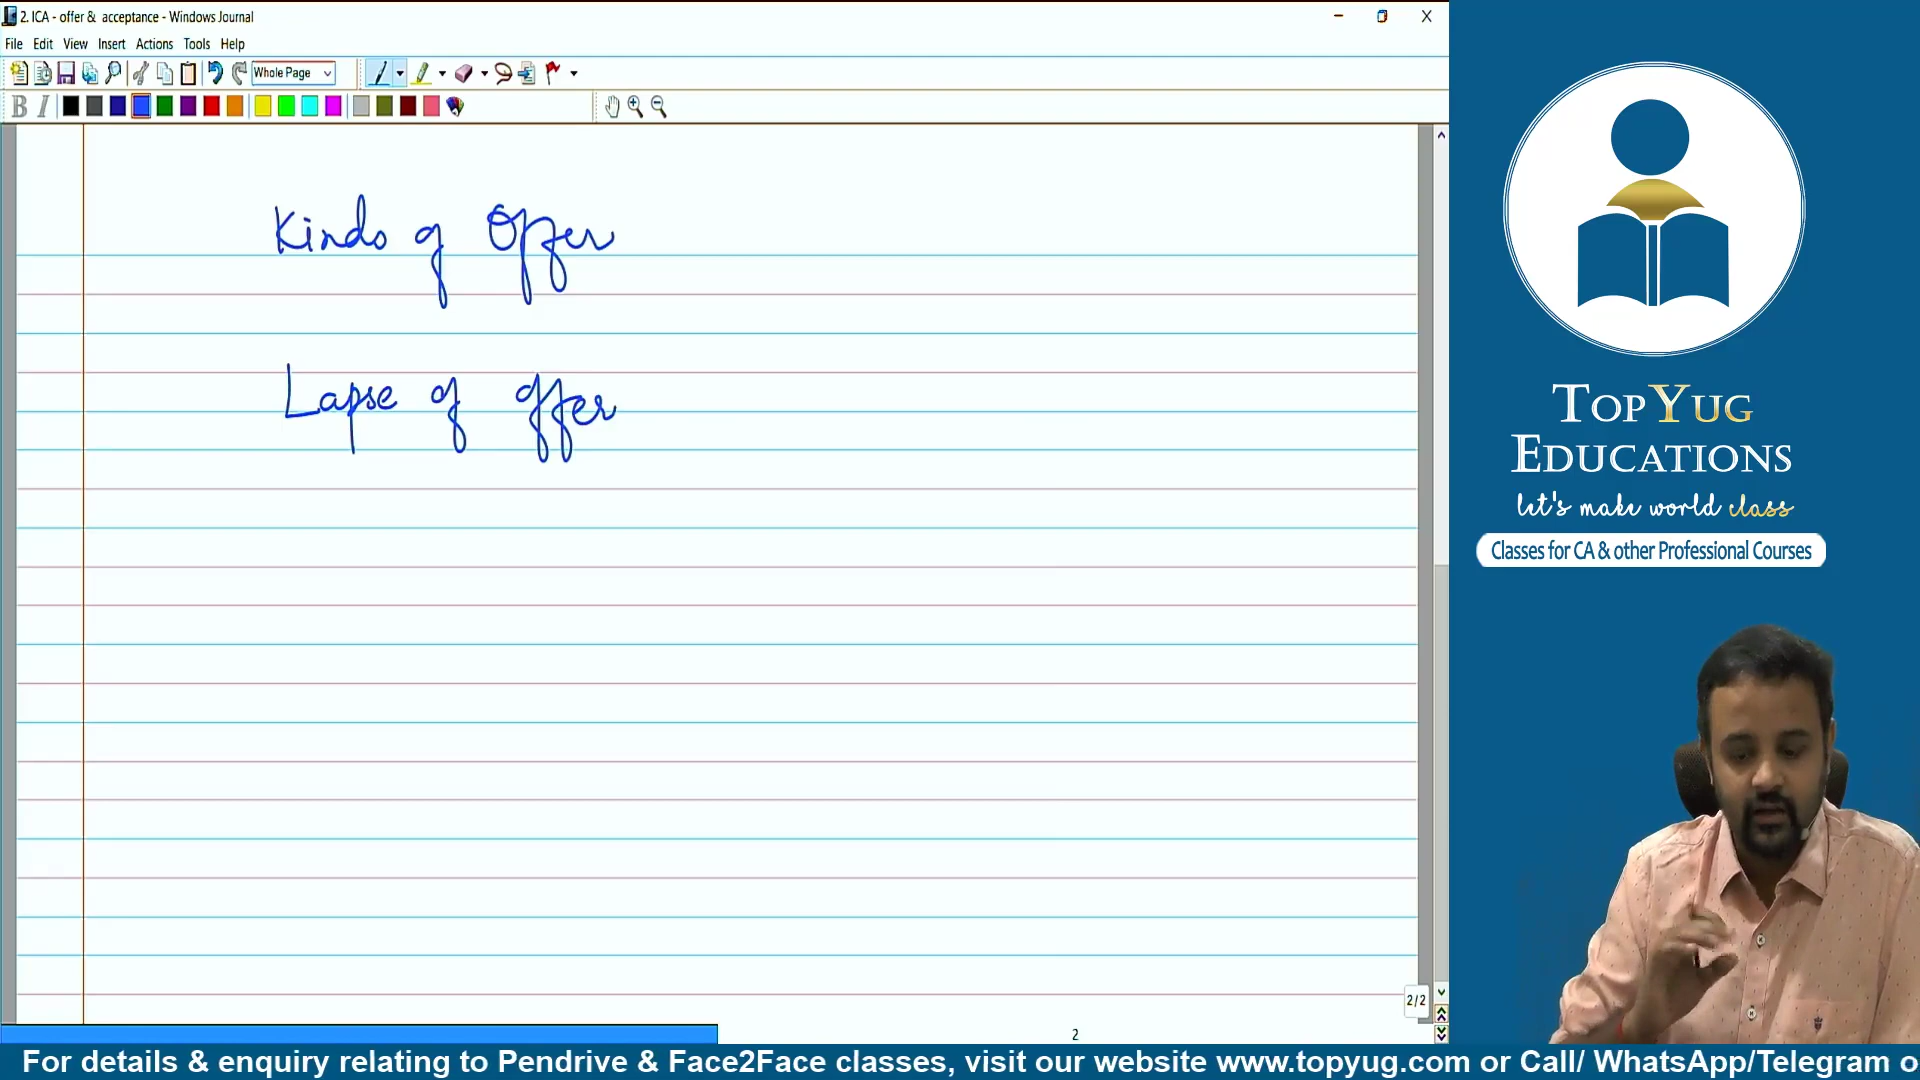 2. ICA - offer & acceptance - Windows Journal
File Edit View Insert Actions Tools Help
Whole Page
B I
Kinds of Offer
Lapse of offer
2/2
2
TOPYUG
EDUCATIONS
let's make world class
Classes for CA & other Professional Courses
For details & enquiry relating to Pendrive & Face2Face classes, visit our website www.topyug.com or Call/ WhatsApp/Telegram o